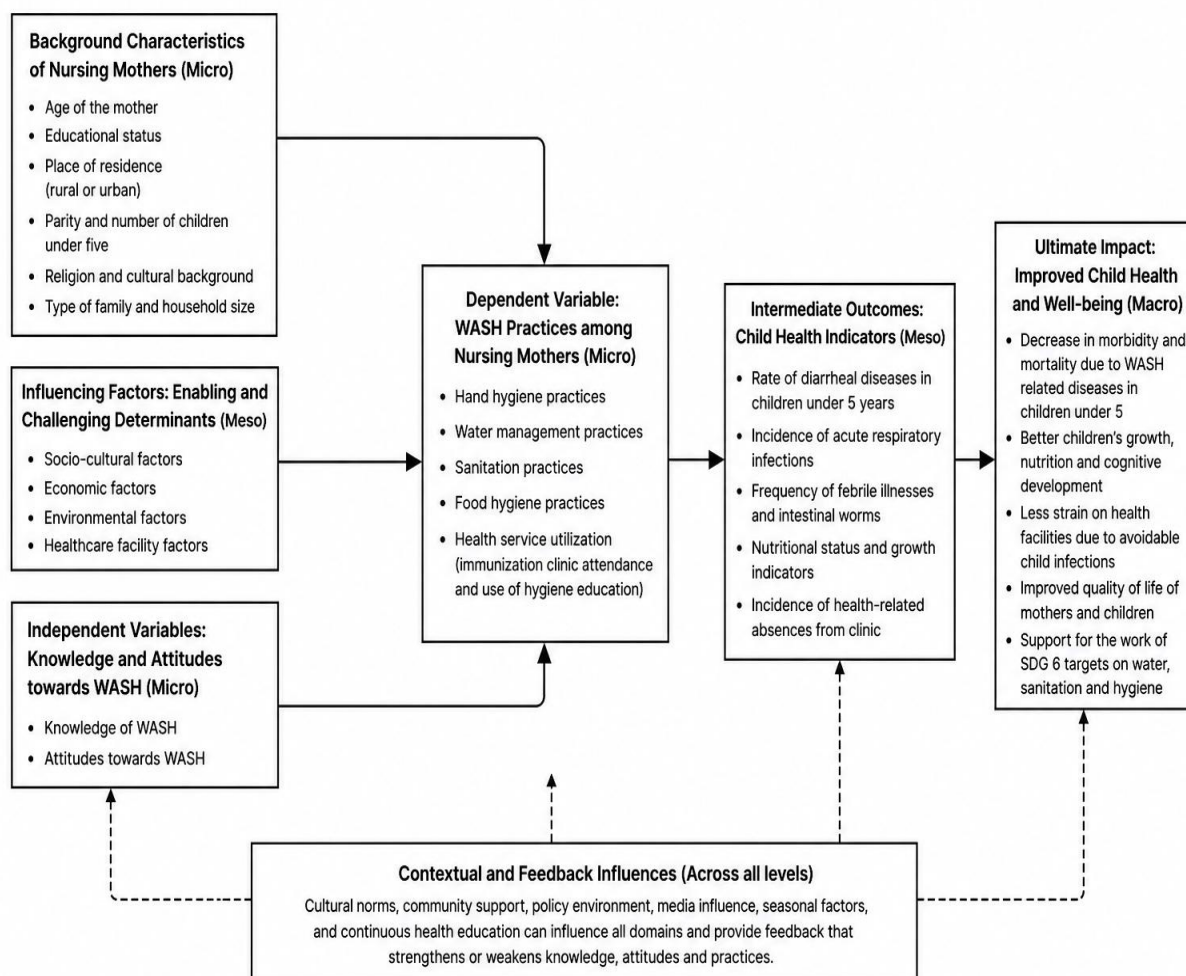 Background Characteristics
of Nursing Mothers (Micro)
• Age of the mother
• Educational status
• Place of residence
(rural or urban)
• Parity and number of children
under five
• Religion and cultural background
• Type of family and household size
Influencing Factors: Enabling and
Challenging Determinants (Meso)
• Socio-cultural factors
• Economic factors
• Environmental factors
• Healthcare facility factors
Independent Variables:
Knowledge and Attitudes
towards WASH (Micro)
• Knowledge of WASH
• Attitudes towards WASH
Dependent Variable:
WASH Practices among
Nursing Mothers (Micro)
• Hand hygiene practices
• Water management practices
• Sanitation practices
• Food hygiene practices
• Health service utilization
(immunization clinic attendance
and use of hygiene education)
Intermediate Outcomes:
Child Health Indicators (Meso)
• Rate of diarrheal diseases in
children under 5 years
• Incidence of acute respiratory
infections
• Frequency of febrile illnesses
and intestinal worms
• Nutritional status and growth
indicators
• Incidence of health-related
absences from clinic
Ultimate Impact:
Improved Child Health
and Well-being (Macro)
• Decrease in morbidity and
mortality due to WASH
related diseases in
children under 5
• Better children's growth,
nutrition and cognitive
development
• Less strain on health
facilities due to avoidable
child infections
• Improved quality of life of
mothers and children
• Support for the work of
SDG 6 targets on water,
sanitation and hygiene
Contextual and Feedback Influences (Across all levels)
Cultural norms, community support, policy environment, media influence, seasonal factors,
and continuous health education can influence all domains and provide feedback that
strengthens or weakens knowledge, attitudes and practices.